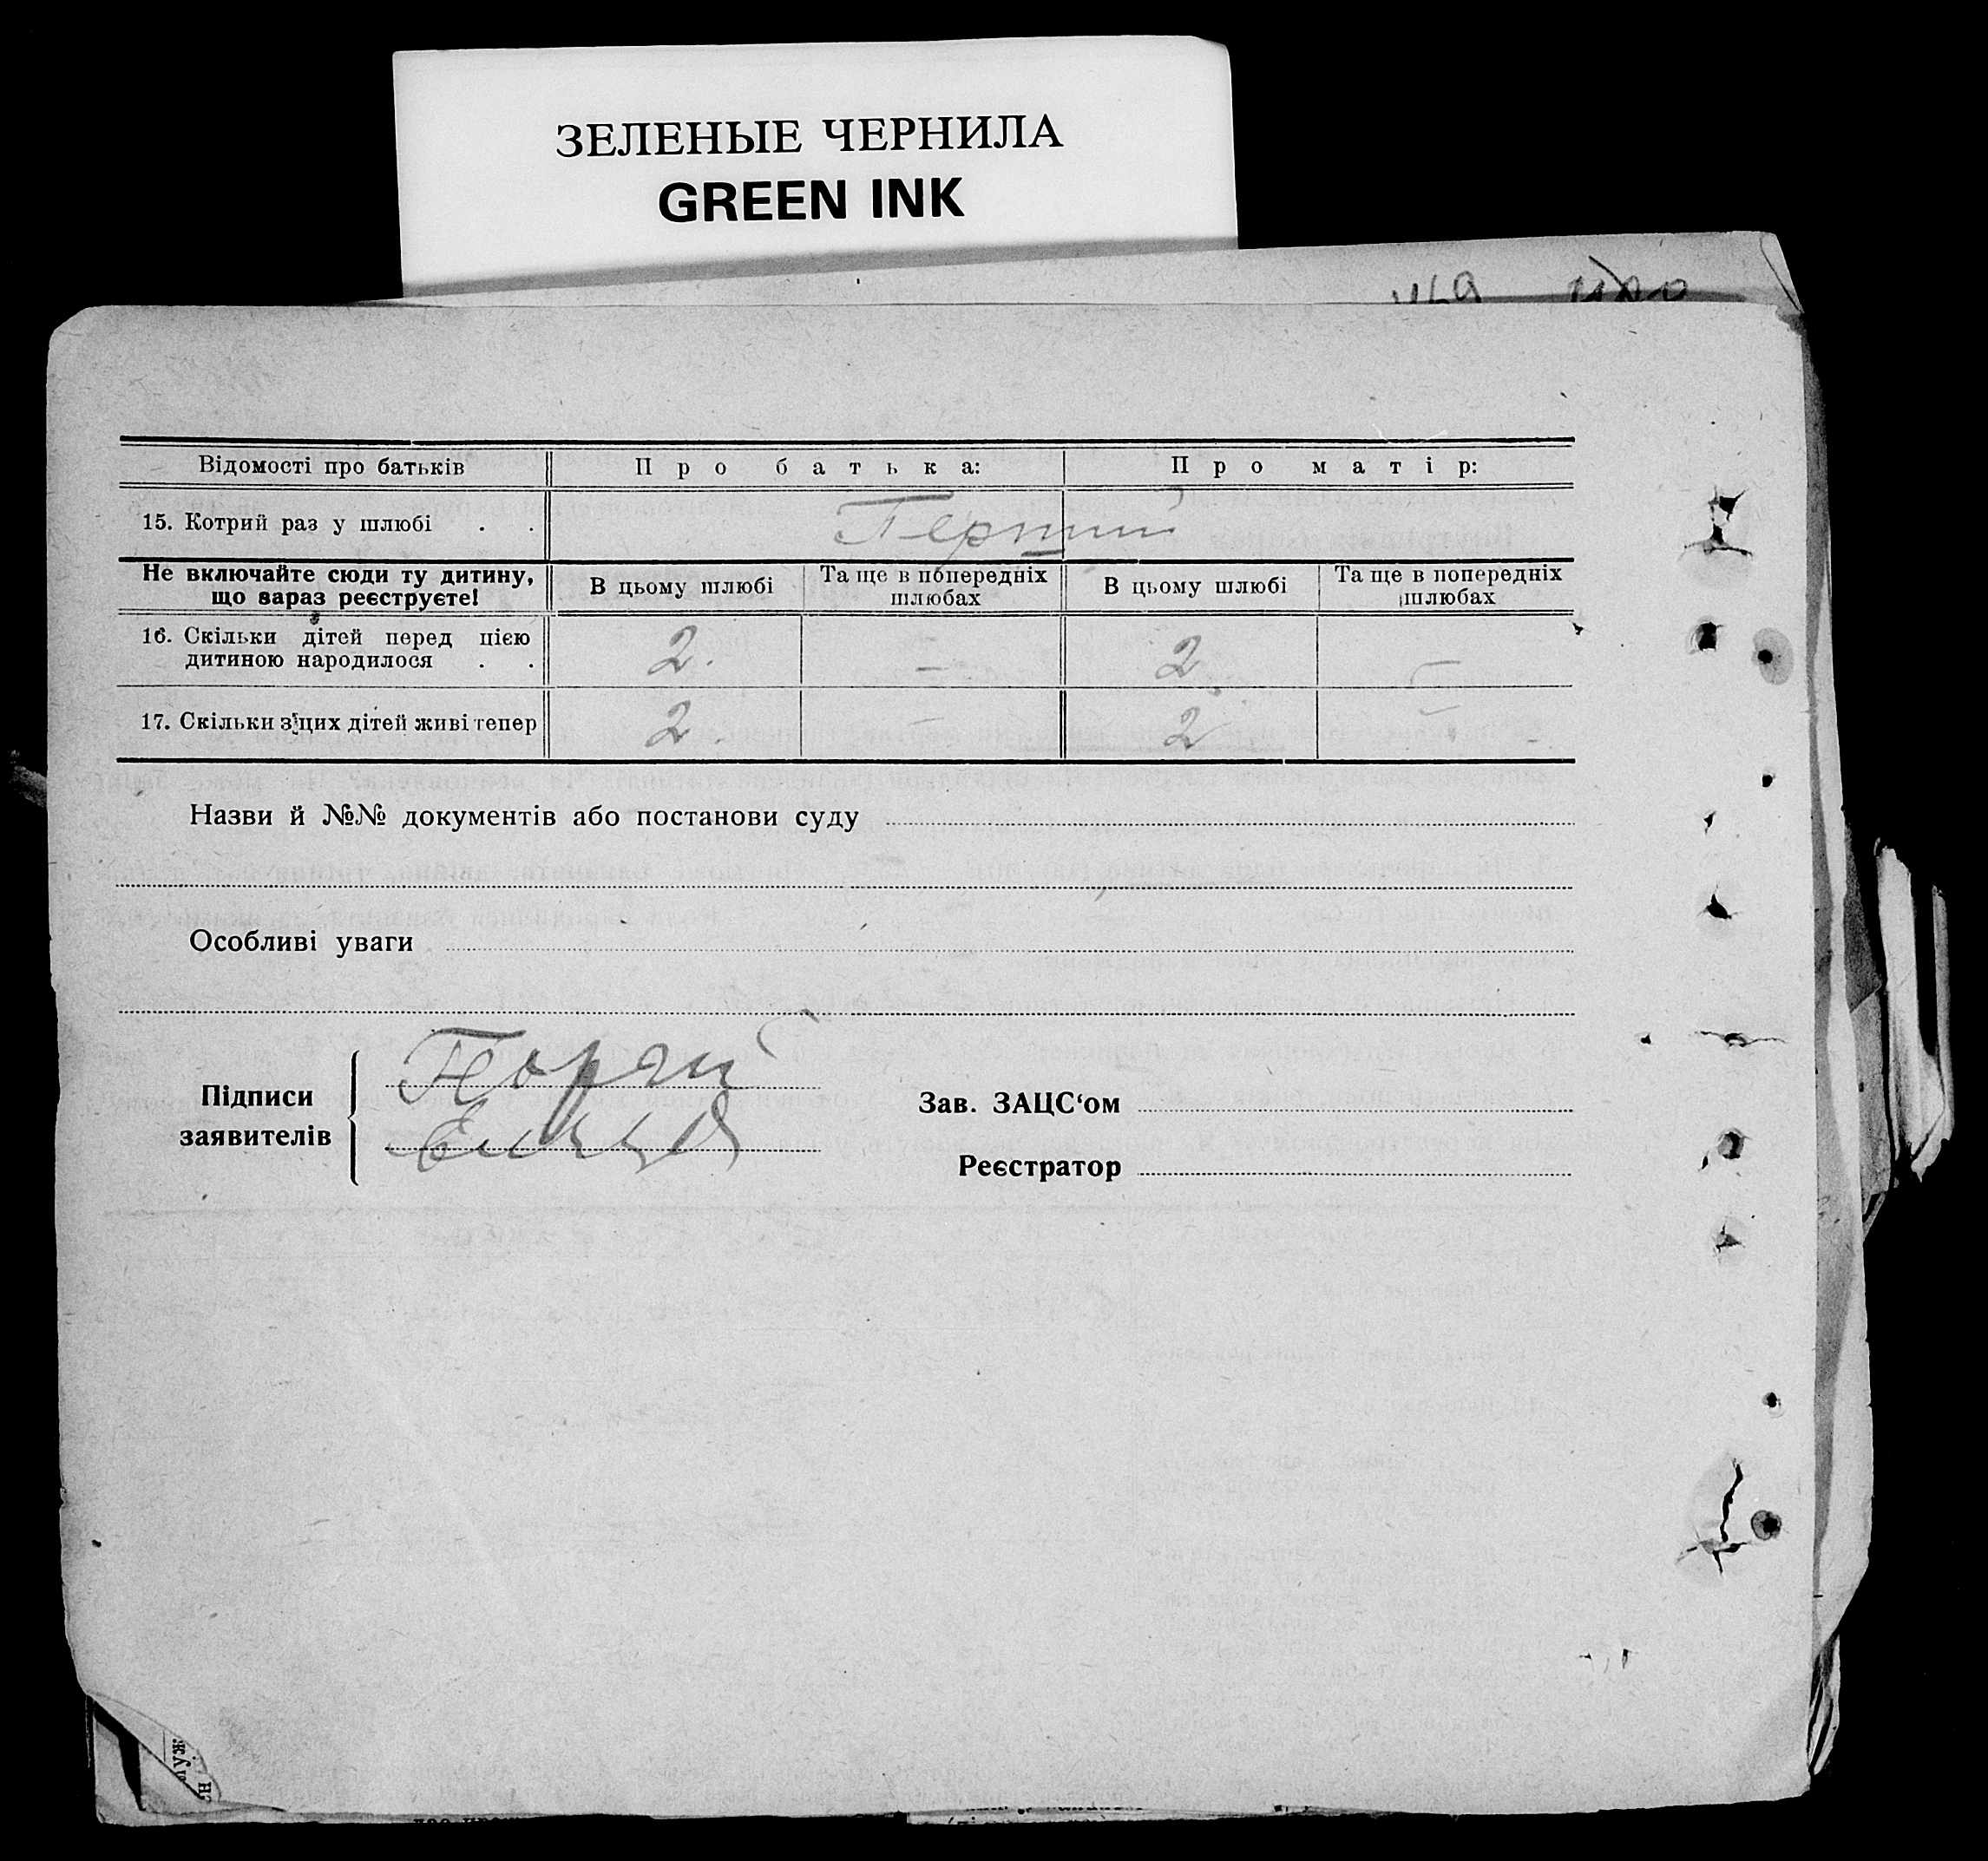 ЗЕЛЕНЫЕ ЧЕРНИЛА
GREEN INK
Відомості про батьків Про батька: Про матір:
15. Котрий раз у шлюбі . . Перший
Не включайте сюди ту дитину, що зараз реєструєте!
В цьому шлюбі Та ще в попередніх шлюбах В цьому шлюбі Та ще в попередніх шлюбах
16. Скільки дітей перед цією
дитиною народилося . . 2. — 2 —
17. Скільки з цих дітей живі тепер 2. — 2 —
Назви й №№ документів або постанови суду
Особливі уваги
Підписи
заявителів
Зав. ЗАЦС‘ом
Реєстратор